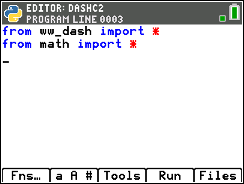 EDITOR: DASHC2
PROGRAM LINE 0003
from ww_dash import *
from math import *
Fns… a A # Tools Run Files